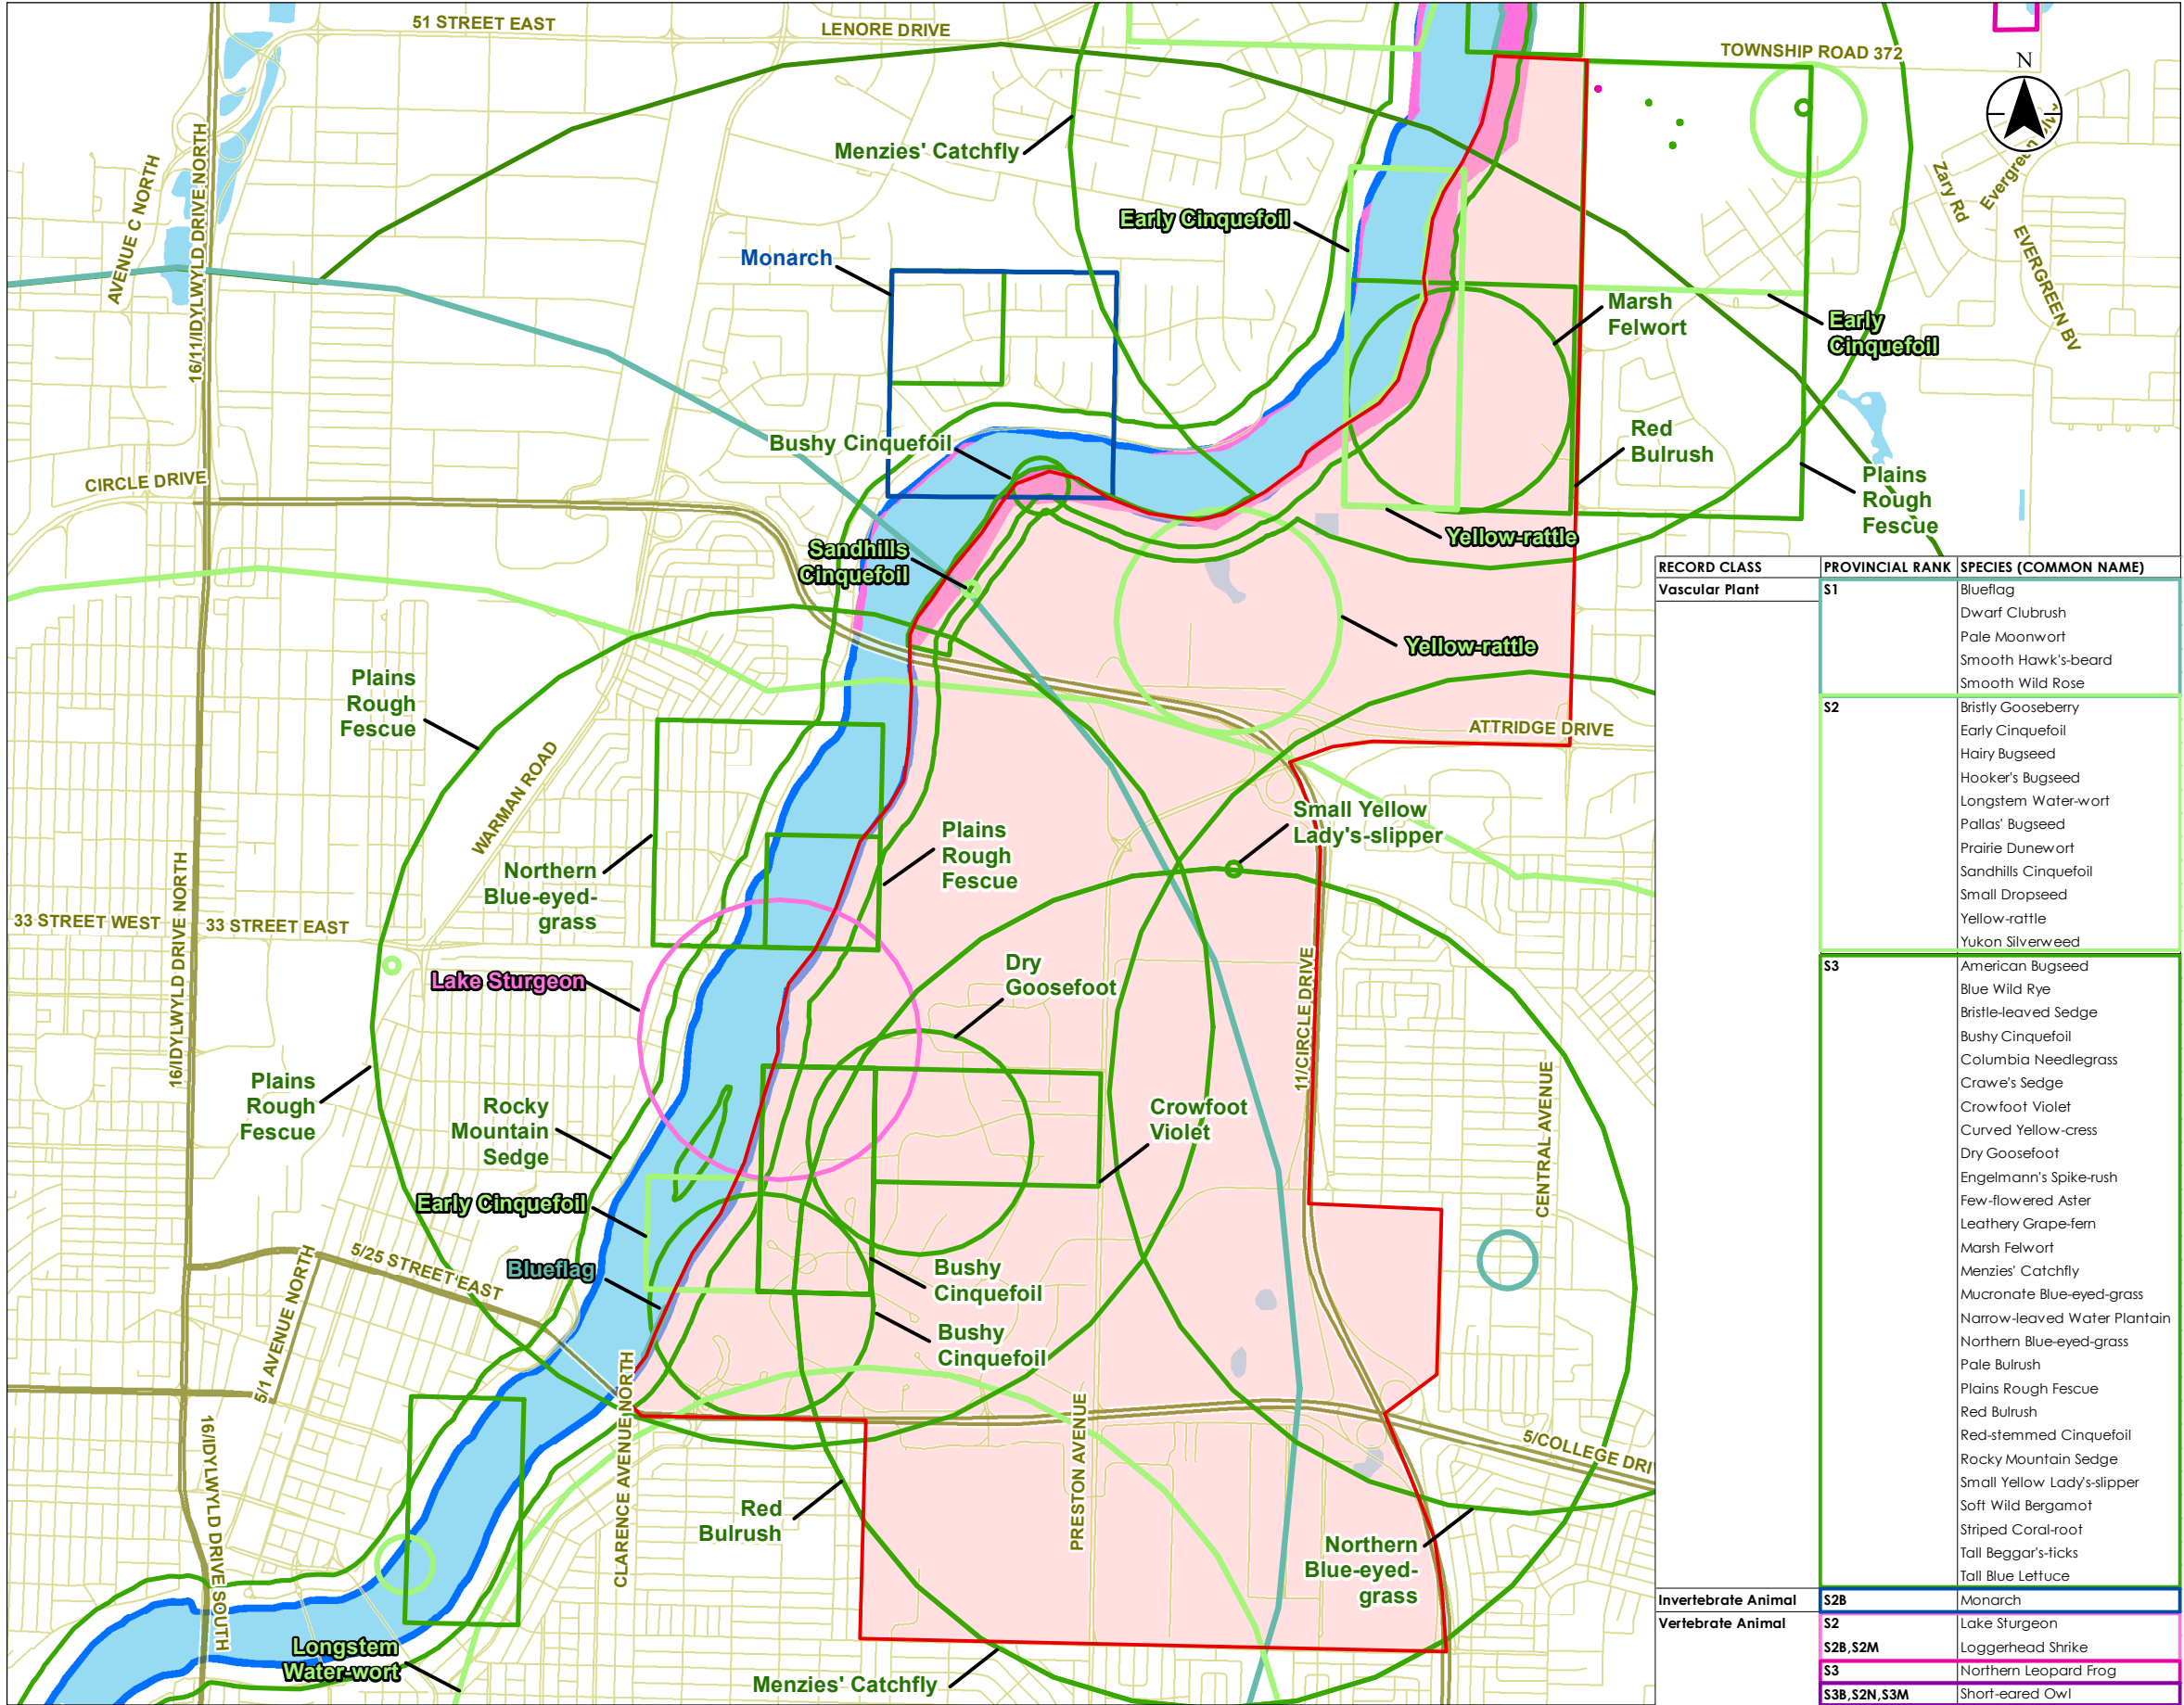 51 STREET EAST
LENORE DRIVE
TOWNSHIP ROAD 372
N
AVENUE C NORTH
16/11/IDYLWYLD DRIVE NORTH
Menzies' Catchfly
Zary Rd
Early Cinquefoil
EVERGREEN BV
Monarch
Marsh
Felwort
Early
Cinquefoil
Bushy Cinquefoil
Red
Bulrush
CIRCLE DRIVE
Plains
Rough
Fescue
Yellow-rattle
Sandhills
Cinquefoil
Yellow-rattle
Plains
Rough
Fescue
ATTRIDGE DRIVE
WARMAN ROAD
Small Yellow
Lady's-slipper
Plains
Rough
Fescue
Northern
Blue-eyed-
grass
16/IDYLWYLD DRIVE NORTH
33 STREET WEST
33 STREET EAST
Lake Sturgeon
Dry
Goosefoot
11/CIRCLE DRIVE
Plains
Rough
Fescue
Rocky
Mountain
Sedge
Crowfoot
Violet
CENTRAL AVENUE
Early Cinquefoil
5/25 STREET EAST
Blueflag
Bushy
Cinquefoil
Bushy
Cinquefoil
5/1 AVENUE NORTH
CLARENCE AVENUE NORTH
PRESTON AVENUE
5/COLLEGE DRI
16/IDYLWYLD DRIVE SOUTH
Red
Bulrush
Northern
Blue-eyed-
grass
Longstem
Water-wort
Menzies' Catchfly
RECORD CLASS PROVINCIAL RANK SPECIES (COMMON NAME)
Vascular Plant S1 Blueflag
Dwarf Clubrush
Pale Moonwort
Smooth Hawk's-beard
Smooth Wild Rose
S2 Bristly Gooseberry
Early Cinquefoil
Hairy Bugseed
Hooker's Bugseed
Longstem Water-wort
Pallas' Bugseed
Prairie Dunewort
Sandhills Cinquefoil
Small Dropseed
Yellow-rattle
Yukon Silverweed
S3 American Bugseed
Blue Wild Rye
Bristle-leaved Sedge
Bushy Cinquefoil
Columbia Needlegrass
Crawe's Sedge
Crowfoot Violet
Curved Yellow-cress
Dry Goosefoot
Engelmann's Spike-rush
Few-flowered Aster
Leathery Grape-fern
Marsh Felwort
Menzies' Catchfly
Mucronate Blue-eyed-grass
Narrow-leaved Water Plantain
Northern Blue-eyed-grass
Pale Bulrush
Plains Rough Fescue
Red Bulrush
Red-stemmed Cinquefoil
Rocky Mountain Sedge
Small Yellow Lady's-slipper
Soft Wild Bergamot
Striped Coral-root
Tall Beggar's-ticks
Tall Blue Lettuce
Invertebrate Animal S2B Monarch
Vertebrate Animal S2 Lake Sturgeon
S2B,S2M Loggerhead Shrike
S3 Northern Leopard Frog
S3B,S2N,S3M Short-eared Owl